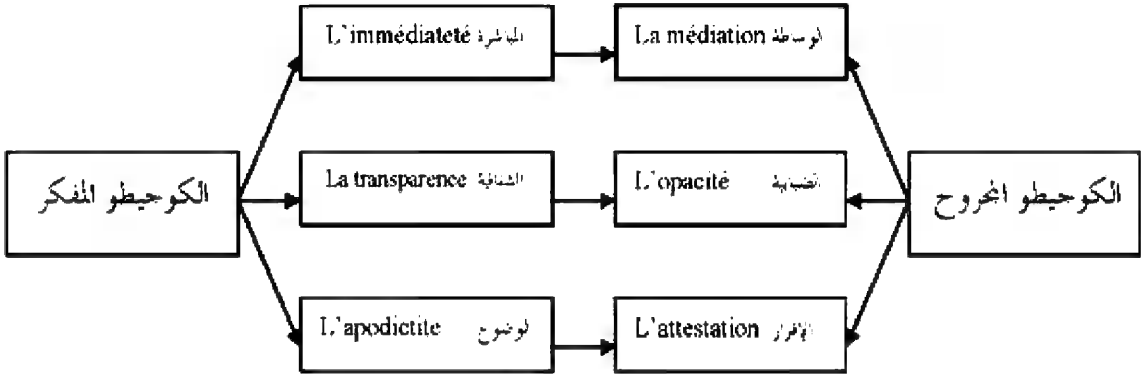 L'immédiateté المباشرة
La médiation الوساطة
الكوجيطو المفكر
La transparence الشفافية
L'opacité الضبابية
الكوجيطو المجروح
L'apodictite الوضوح
L'attestation الإقرار